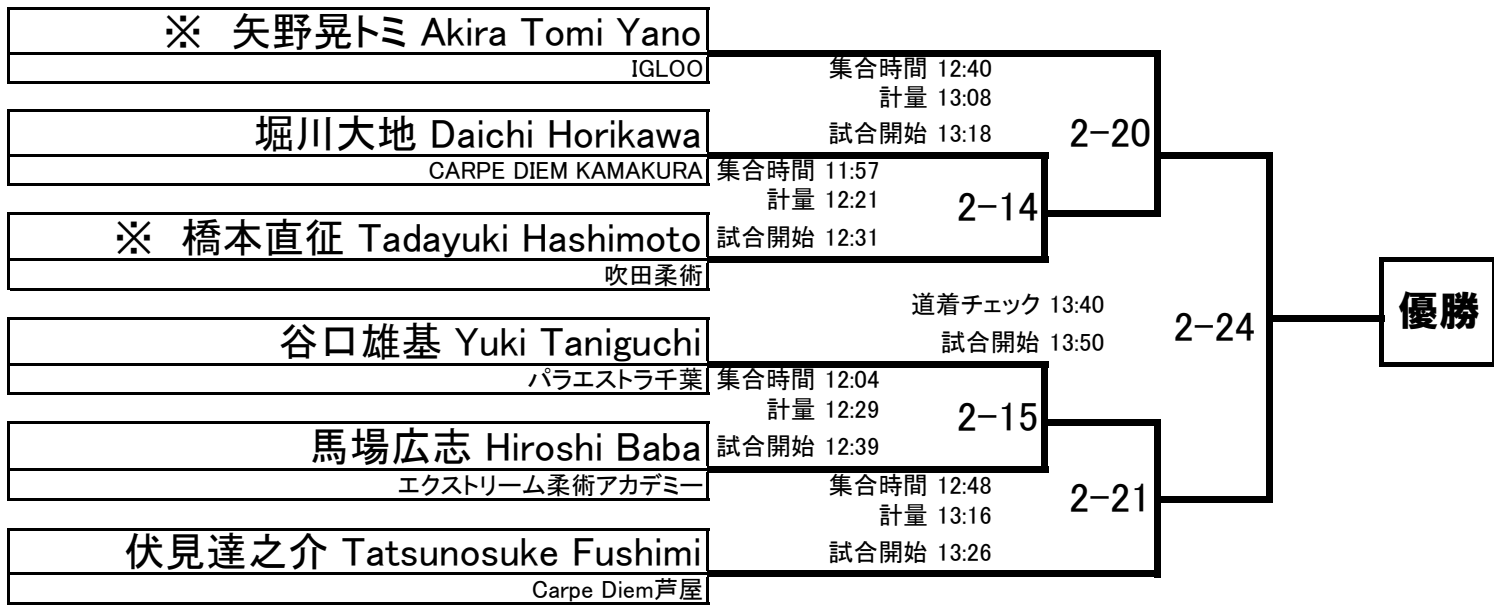 ※ 矢野晃トミ Akira Tomi Yano
IGLOO
集合時間 12:40
計量 13:08
試合開始 13:18
2-20
堀川大地 Daichi Horikawa
CARPE DIEM KAMAKURA
集合時間 11:57
計量 12:21
試合開始 12:31
2-14
※ 橋本直征 Tadayuki Hashimoto
吹田柔術
道着チェック 13:40
試合開始 13:50
2-24
優勝
谷口雄基 Yuki Taniguchi
パラエストラ千葉
集合時間 12:04
計量 12:29
試合開始 12:39
2-15
馬場広志 Hiroshi Baba
エクストリーム柔術アカデミー
集合時間 12:48
計量 13:16
試合開始 13:26
2-21
伏見達之介 Tatsunosuke Fushimi
Carpe Diem芦屋